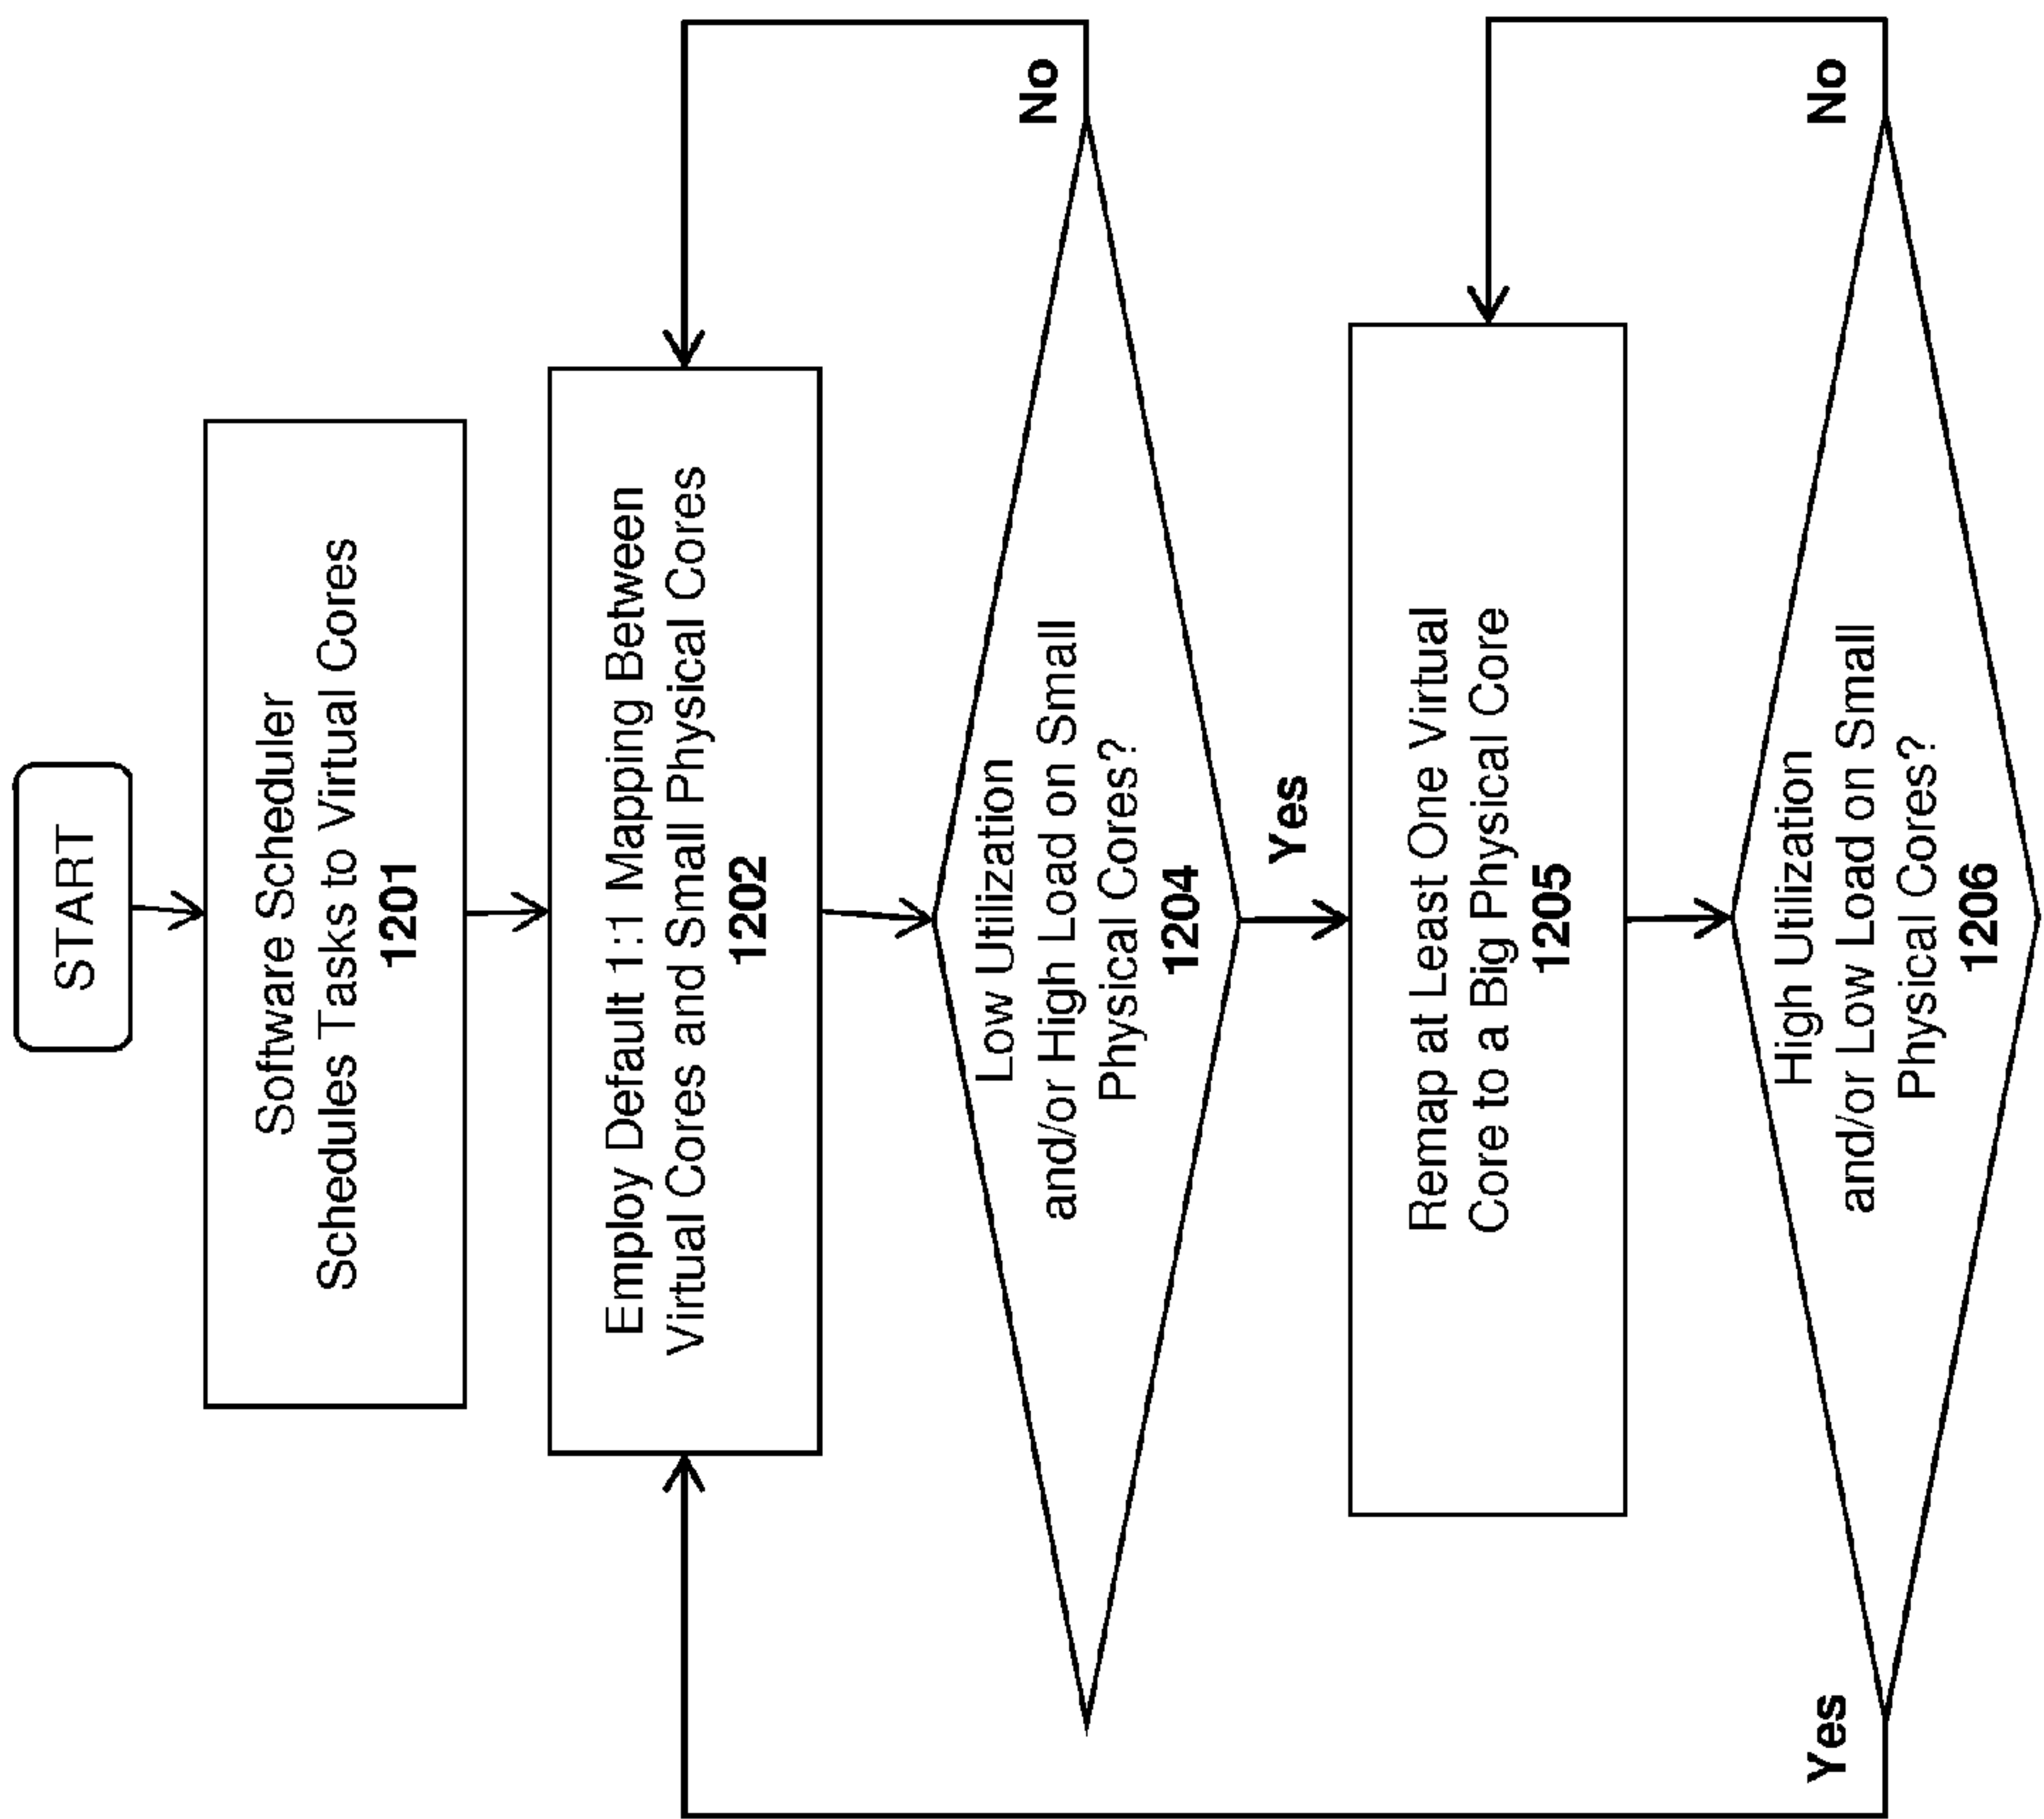 START
Software Scheduler
Schedules Tasks to Virtual Cores
1201
Employ Default 1:1 Mapping Between
Virtual Cores and Small Physical Cores
1202
Low Utilization
and/or High Load on Small
Physical Cores?
1204
No
Yes
Remap at Least One Virtual
Core to a Big Physical Core
1205
High Utilization
and/or Low Load on Small
Physical Cores?
1206
Yes
No